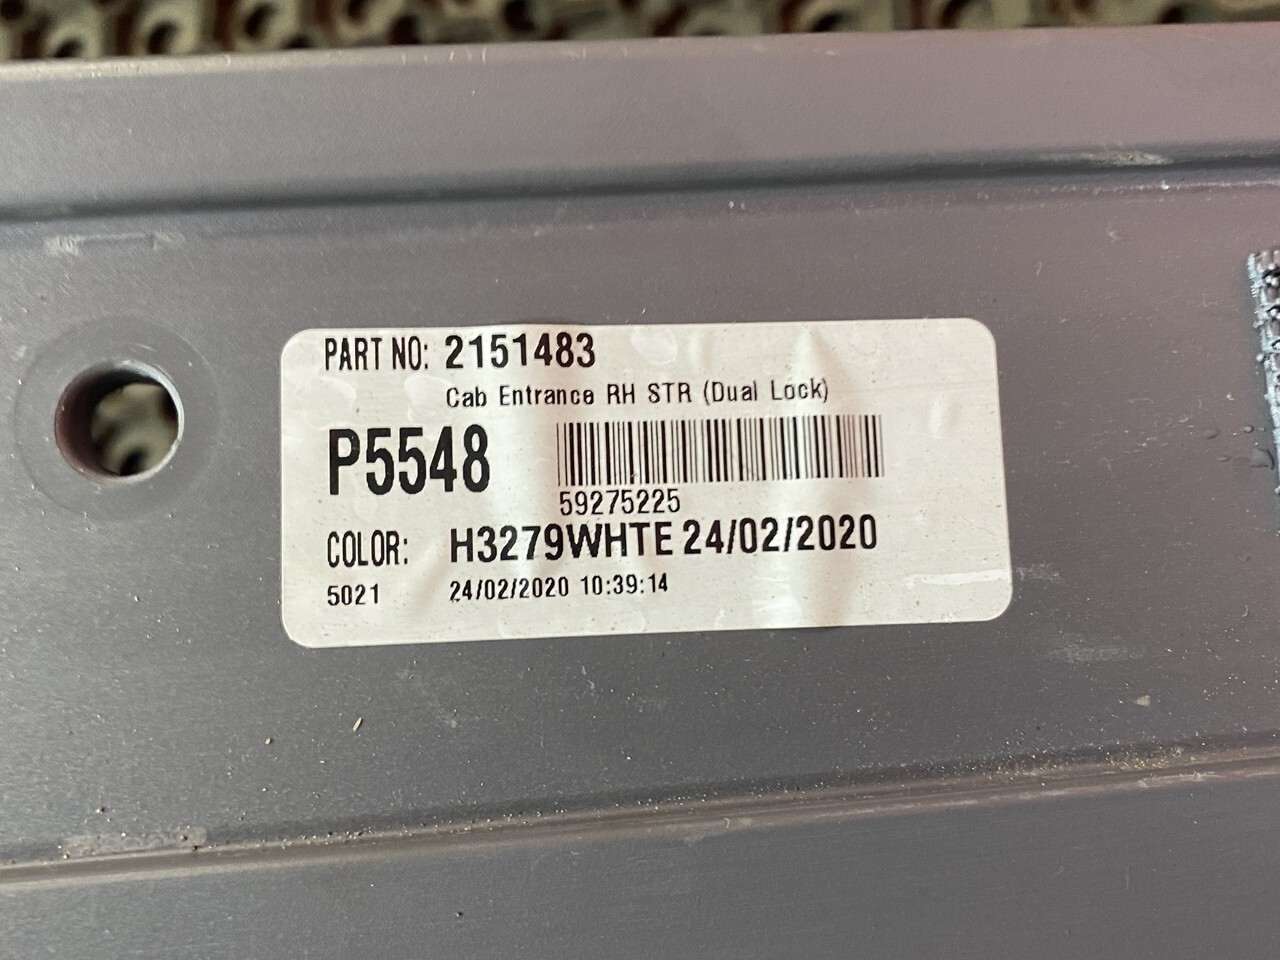 PART NO: 2151483
Cab Entrance RH STR (Dual Lock)
P5548
59275225
COLOR: H3279WHTE 24/02/2020
5021 24/02/2020 10:39:14